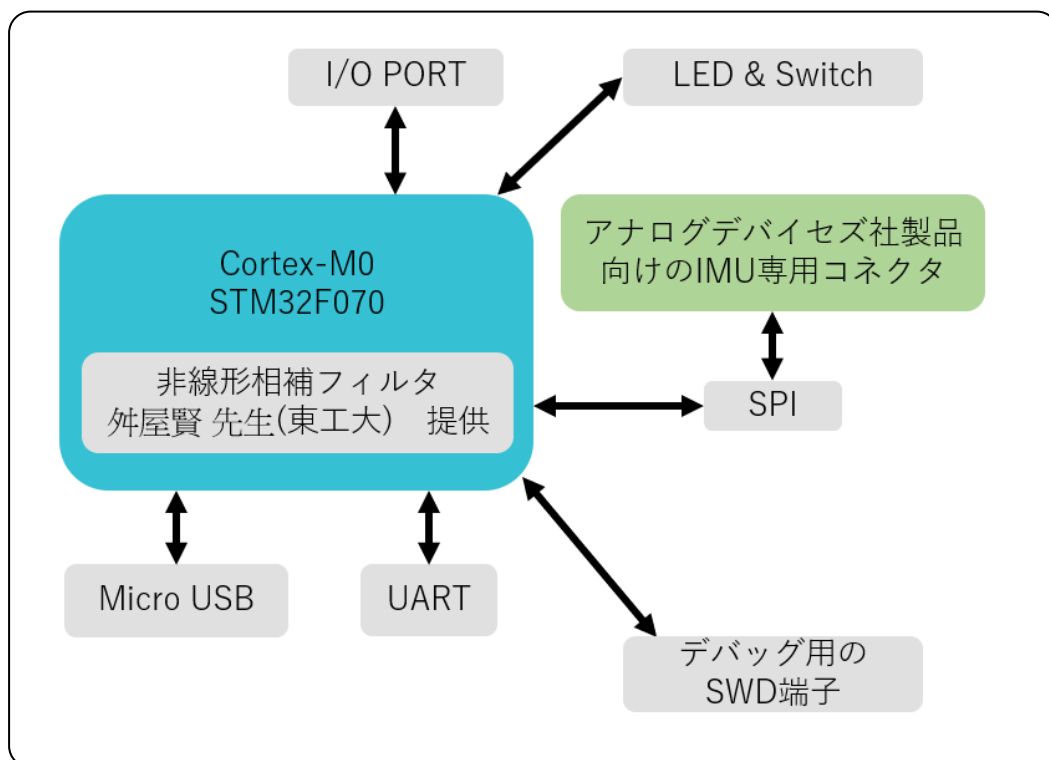 I/O PORT
LED & Switch
Cortex-M0
STM32F070
アナログデバイセズ社製品
向けのIMU専用コネクタ
非線形相補フィルタ
舛屋賢 先生(東工大)　提供
SPI
Micro USB
UART
デバッグ用の
SWD端子